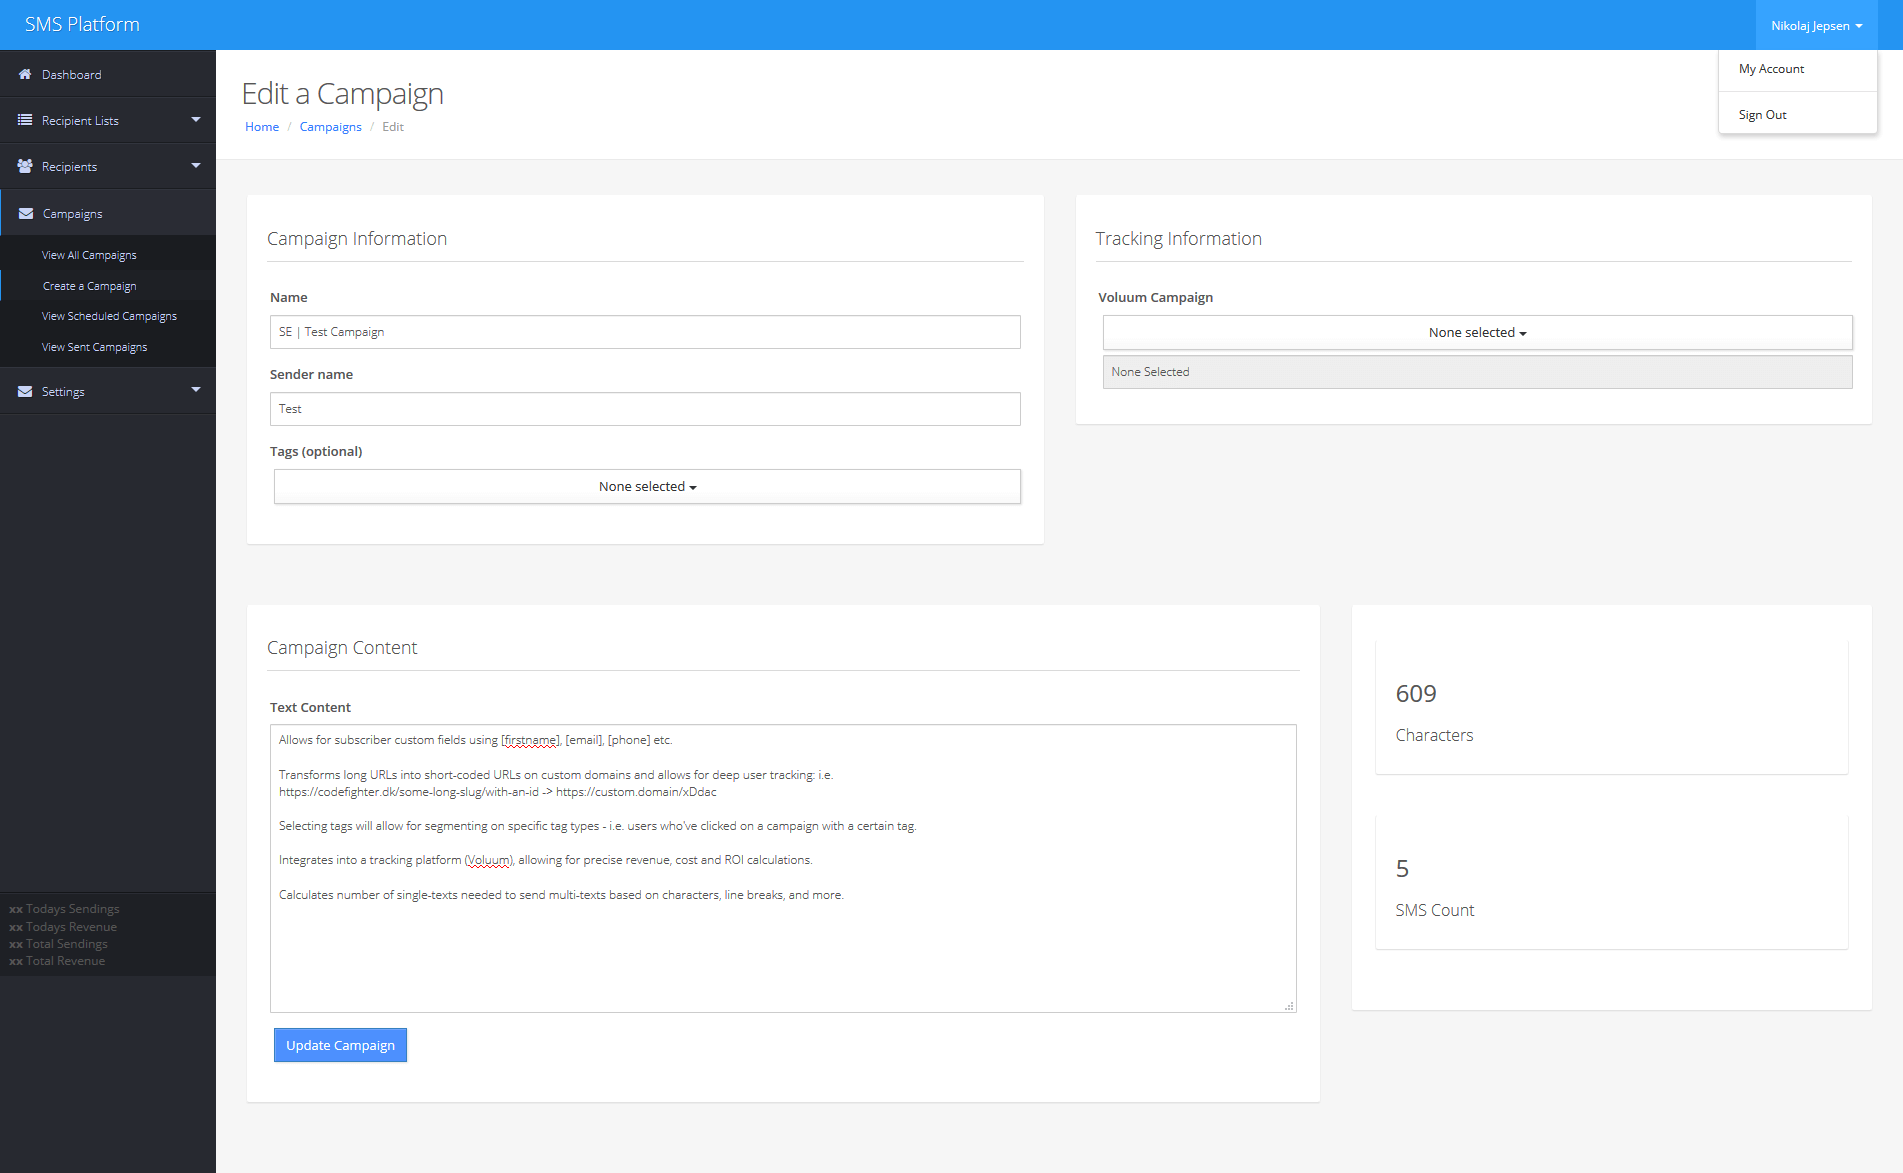 SMS Platform
Nikolaj Jepsen
My Account
Sign Out
Dashboard
Recipient Lists
Recipients
Campaigns
View All Campaigns
Create a Campaign
View Scheduled Campaigns
View Sent Campaigns
Settings
xx Todays Sendings
xx Todays Revenue
xx Total Sendings
xx Total Revenue
Edit a Campaign
Home / Campaigns / Edit
Campaign Information
Name
SE | Test Campaign
Sender name
Test
Tags (optional)
None selected
Tracking Information
Voluum Campaign
None selected
None Selected
Campaign Content
Text Content
Allows for subscriber custom fields using [firstname], [email], [phone] etc.
Transforms long URLs into short-coded URLs on custom domains and allows for deep user tracking: i.e.
https://codefighter.dk/some-long-slug/with-an-id -> https://custom.domain/xDdac
Selecting tags will allow for segmenting on specific tag types - i.e. users who've clicked on a campaign with a certain tag.
Integrates into a tracking platform (Voluum), allowing for precise revenue, cost and ROI calculations.
Calculates number of single-texts needed to send multi-texts based on characters, line breaks, and more.
Update Campaign
609
Characters
5
SMS Count